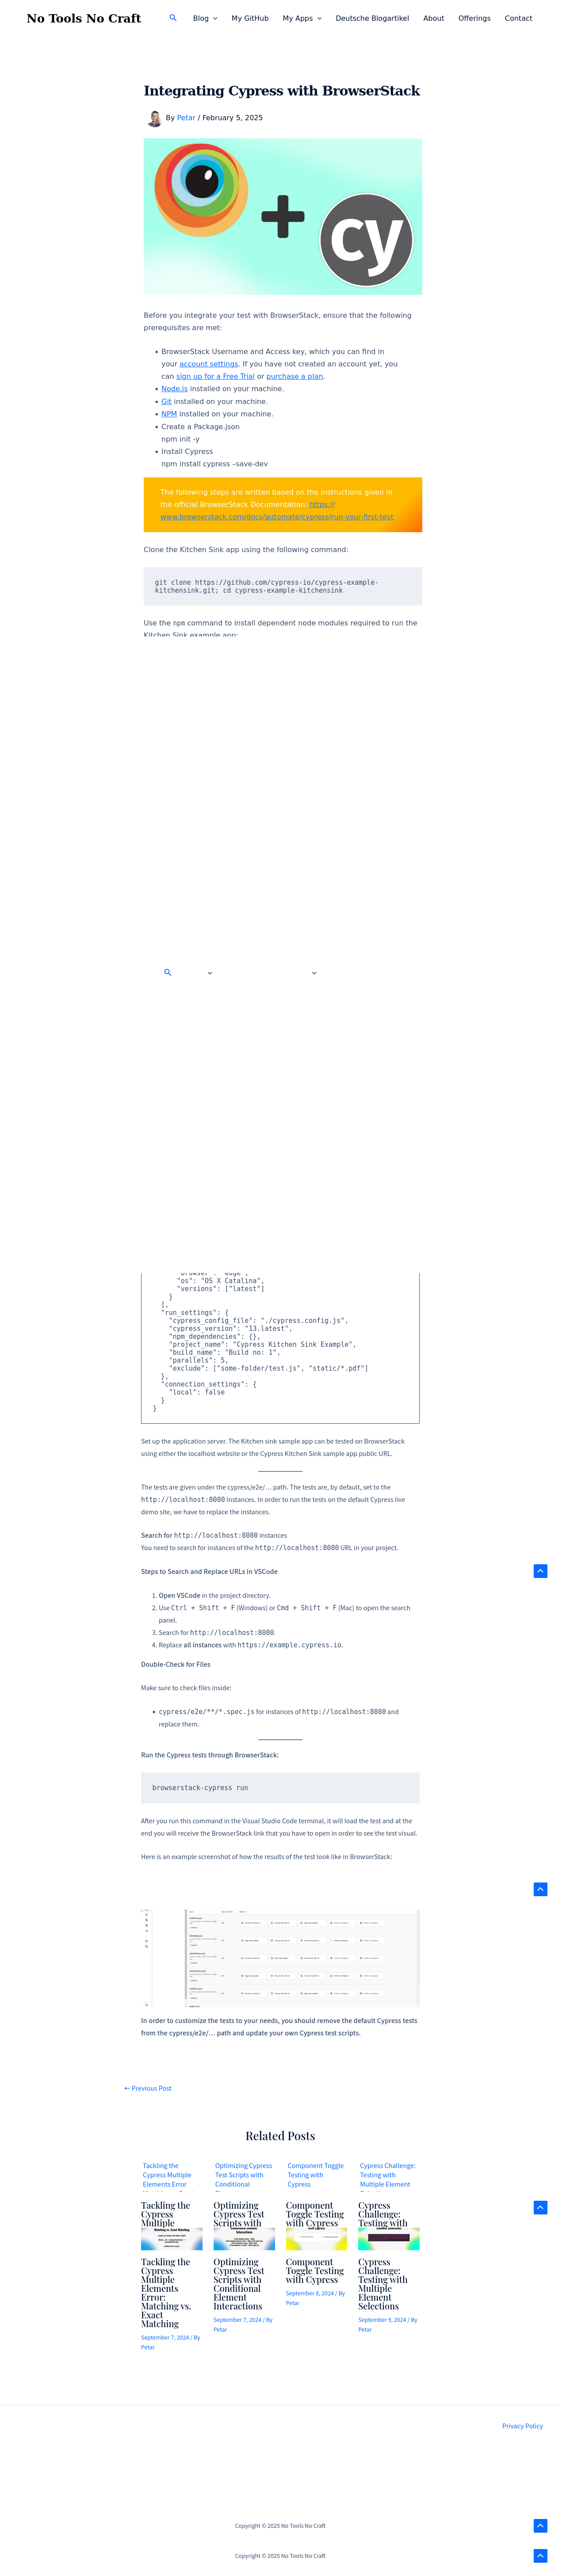 No Tools No Craft
Blog
My GitHub
My Apps
Deutsche Blogartikel
About
Offerings
Contact
Integrating Cypress with BrowserStack
By Petar / February 5, 2025
cy
Before you integrate your test with BrowserStack, ensure that the following
prerequisites are met:
• BrowserStack Username and Access key, which you can find in
your account settings. If you have not created an account yet, you
can sign up for a Free Trial or purchase a plan.
• Node.js installed on your machine.
• Git installed on your machine.
• NPM installed on your machine.
• Create a Package.json
npm init -y
• Install Cypress
npm install cypress –save-dev
The following steps are written based on the instructions given in
the official BrowserStack Documentation: https://
www.browserstack.com/docs/automate/cypress/run-your-first-test
Clone the Kitchen Sink app using the following command:
git clone https://github.com/cypress-io/cypress-example-
kitchensink.git; cd cypress-example-kitchensink
Use the npm command to install dependent node modules required to run the
Kitchen Sink example app:
"browser": "edge",
"os": "OS X Catalina",
"versions": ["latest"]
}
],
"run_settings": {
"cypress_config_file": "./cypress.config.js",
"cypress_version": "13.latest",
"npm_dependencies": {},
"project_name": "Cypress Kitchen Sink Example",
"build_name": "Build no: 1",
"parallels": 5,
"exclude": ["some-folder/test.js", "static/*.pdf"]
},
"connection_settings": {
"local": false
}
}
Set up the application server. The Kitchen sink sample app can be tested on BrowserStack
using either the localhost website or the Cypress Kitchen Sink sample app public URL.
The tests are given under the cypress/e2e/… path. The tests are, by default, set to the
http://localhost:8080 Instances. In order to run the tests on the default Cypress live
demo site, we have to replace the instances.
Search for http://localhost:8080 instances
You need to search for instances of the http://localhost:8080 URL in your project.
Steps to Search and Replace URLs in VSCode
1. Open VSCode in the project directory.
2. Use Ctrl + Shift + F (Windows) or Cmd + Shift + F (Mac) to open the search
panel.
3. Search for http://localhost:8080.
4. Replace all instances with https://example.cypress.io.
Double-Check for Files
Make sure to check files inside:
• cypress/e2e/**/*.spec.js for instances of http://localhost:8080 and
replace them.
Run the Cypress tests through BrowserStack:
browserstack-cypress run
After you run this command in the Visual Studio Code terminal, it will load the test and at the
end you will receive the BrowserStack link that you have to open in order to see the test visual.
Here is an example screenshot of how the results of the test look like in BrowserStack:
In order to customize the tests to your needs, you should remove the default Cypress tests
from the cypress/e2e/… path and update your own Cypress test scripts.
← Previous Post
Related Posts
Tackling the
Cypress Multiple
Elements Error
Optimizing Cypress
Test Scripts with
Conditional
Component Toggle
Testing with
Cypress
Cypress Challenge:
Testing with
Multiple Element
Tackling the
Cypress
Multiple
Optimizing
Cypress Test
Scripts with
Component
Toggle Testing
with Cypress
Cypress
Challenge:
Testing with
Tackling the
Cypress
Multiple
Elements
Error:
Matching vs.
Exact
Matching
September 7, 2024 / By
Petar
Optimizing
Cypress Test
Scripts with
Conditional
Element
Interactions
September 7, 2024 / By
Petar
Component
Toggle Testing
with Cypress
September 8, 2024 / By
Petar
Cypress
Challenge:
Testing with
Multiple
Element
Selections
September 9, 2024 / By
Petar
Privacy Policy
Copyright © 2025 No Tools No Craft
Copyright © 2025 No Tools No Craft